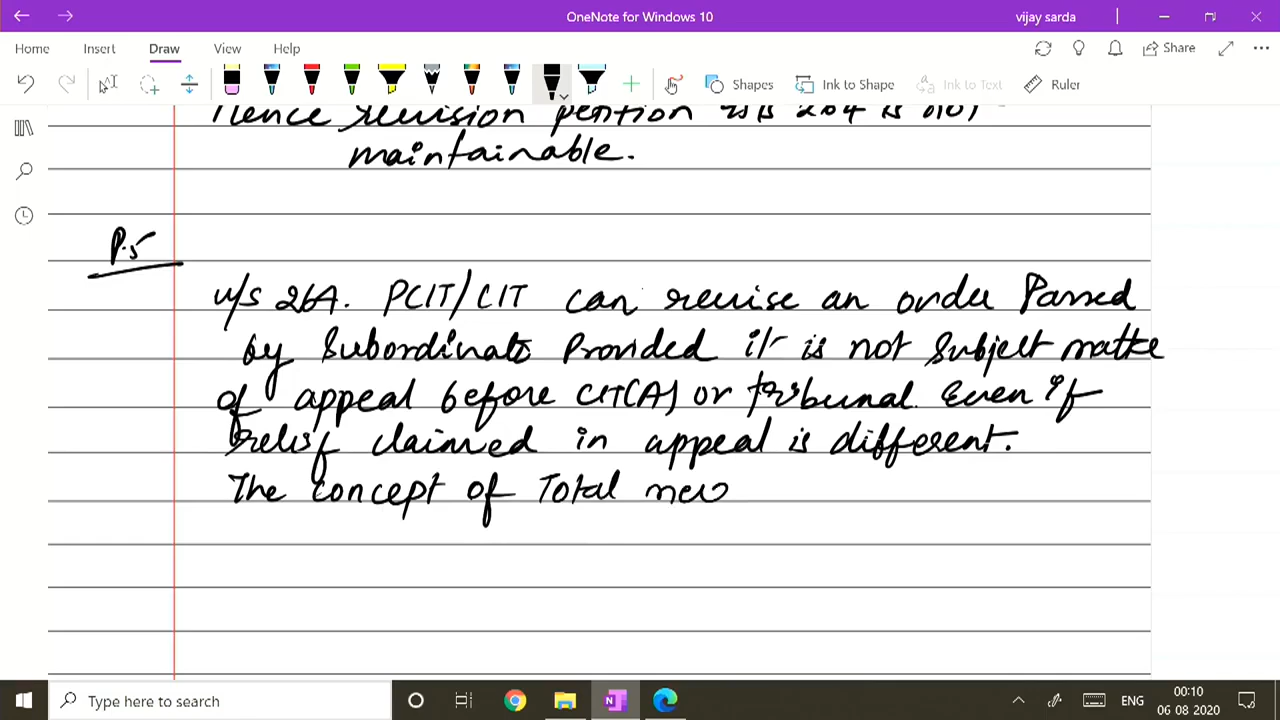 OneNote for Windows 10
vijay sarda
Home Insert Draw View Help
Share
Shapes Ink to Shape Ink to Text Ruler
Hence revision petition u/s 264 is not
maintainable.
P.5
u/s 264. PCIT/CIT can revise an order Passed
by Subordinate Provided it is not Subject matte
of appeal before CIT(A) or tribunal. Even if
relief claimed in appeal is different.
The concept of Total mer
Type here to search
ENG
00:10
06-08-2020